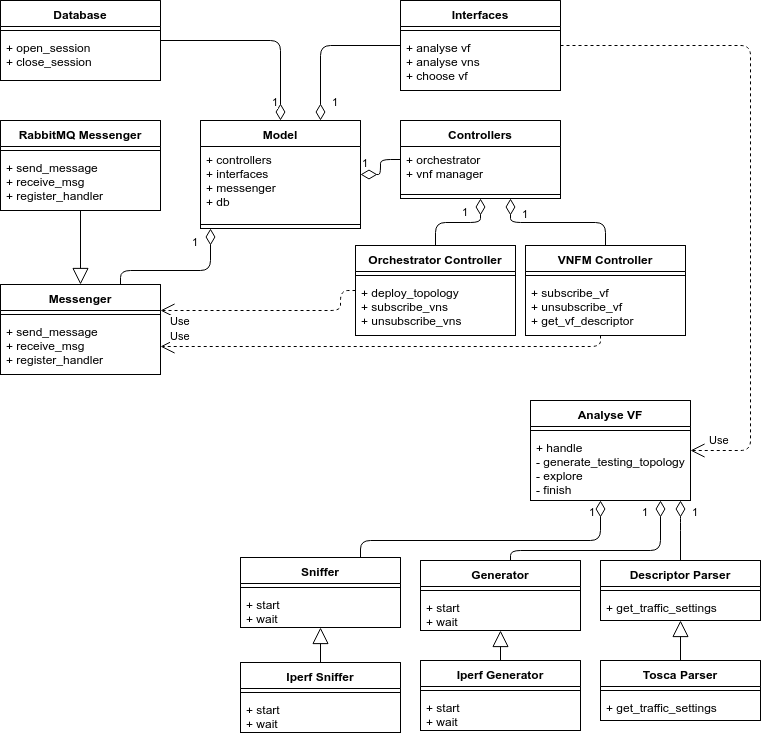 Database
+ open_session
+ close_session
Interfaces
+ analyse vf
+ analyse vns
+ choose vf
1
1
RabbitMQ Messenger
+ send_message
+ receive_msg
+ register_handler
Model
+ controllers
+ interfaces
+ messenger
+ db
1
Controllers
+ orchestrator
+ vnf manager
1
1
1
Orchestrator Controller
+ deploy_topology
+ subscribe_vns
+ unsubscribe_vns
VNFM Controller
+ subscribe_vf
+ unsubscribe_vf
+ get_vf_descriptor
Messenger
+ send_message
+ receive_msg
+ register_handler
Use
Use
Analyse VF
+ handle
- generate_testing_topology
- explore
- finish
Use
1
1
1
Sniffer
+ start
+ wait
Generator
+ start
+ wait
Descriptor Parser
+ get_traffic_settings
Iperf Sniffer
+ start
+ wait
Iperf Generator
+ start
+ wait
Tosca Parser
+ get_traffic_settings